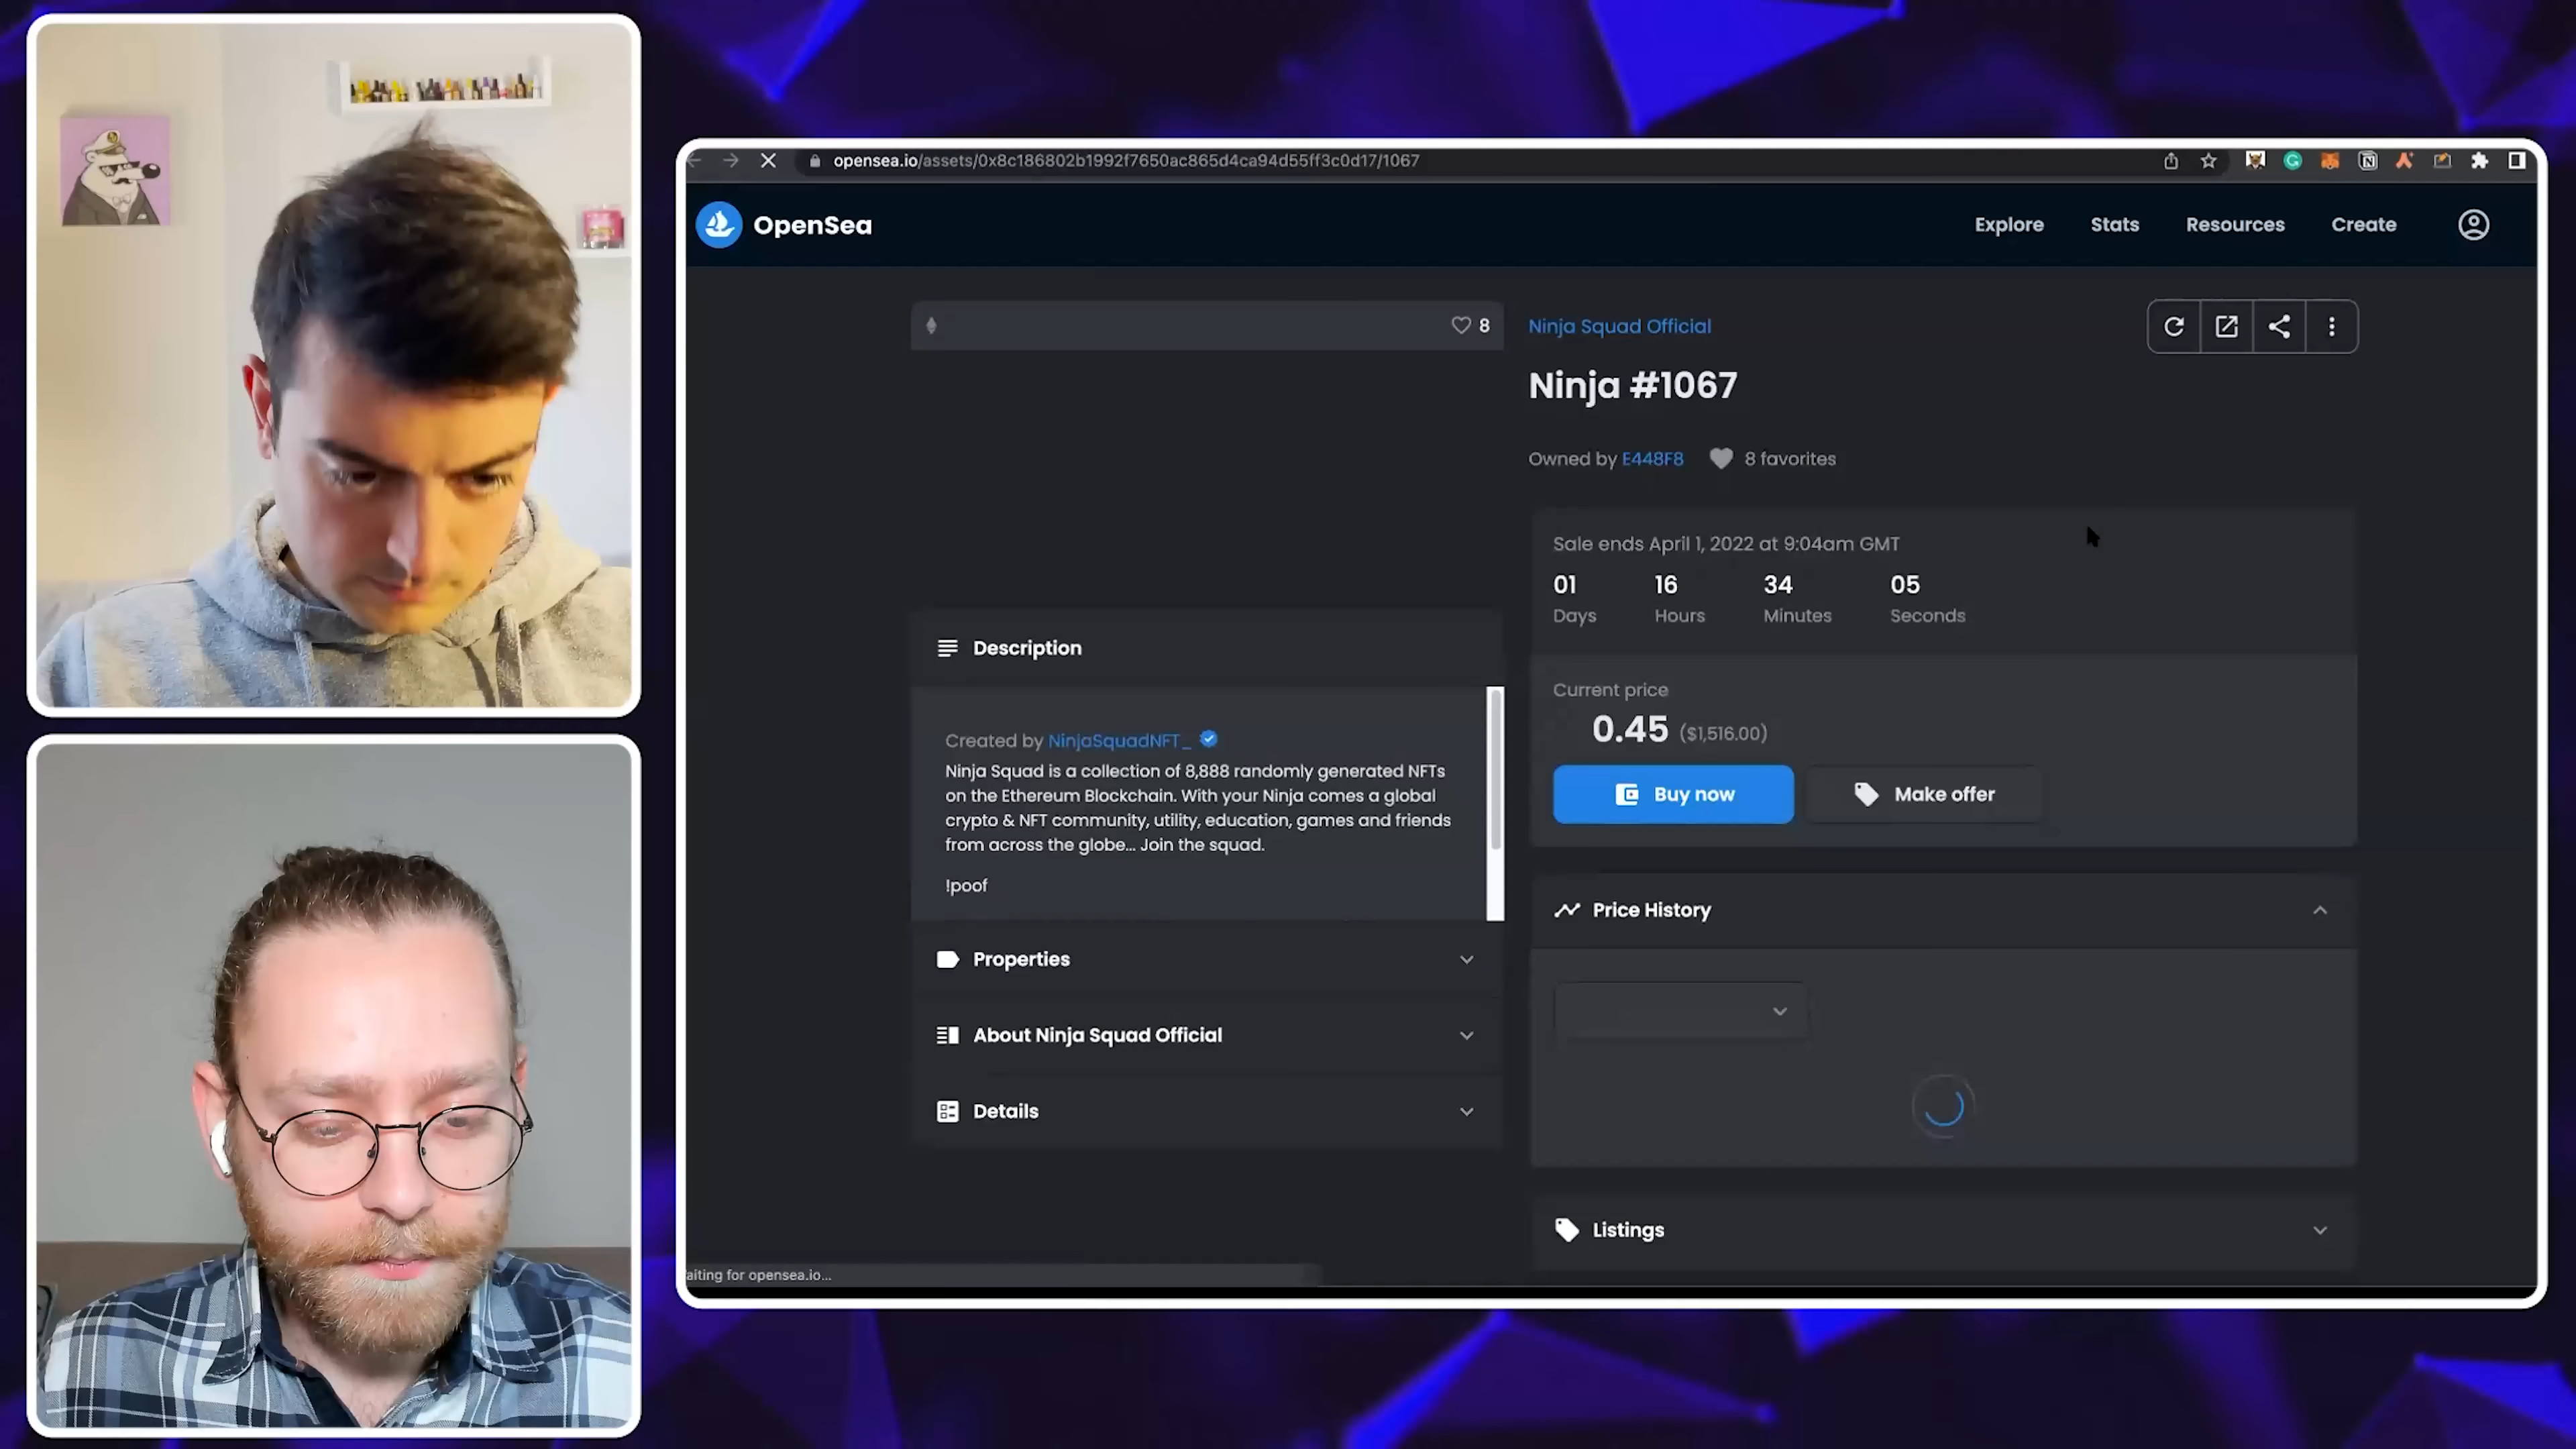 opensea.io/assets/0x8c186802b1992f7650ac865d4ca94d55ff3c0d17/1067
OpenSea
Explore
Stats
Resources
Create
8
Ninja Squad Official
Ninja #1067
Owned by E448F8
8 favorites
Sale ends April 1, 2022 at 9:04am GMT
01
16
34
05
Days
Hours
Minutes
Seconds
Current price
0.45 ($1,516.00)
Buy now
Make offer
Description
Created by NinjaSquadNFT_
Ninja Squad is a collection of 8,888 randomly generated NFTs
on the Ethereum Blockchain. With your Ninja comes a global
crypto & NFT community, utility, education, games and friends
from across the globe... Join the squad.
!poof
Properties
About Ninja Squad Official
Details
Price History
Listings
aiting for opensea.io...